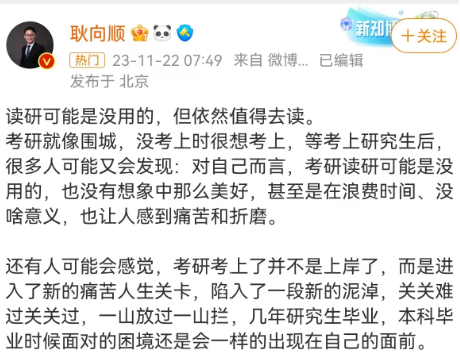 耿向顺
新知博
+关注
热门 23-11-22 07:49 来自 微博... 已编辑
发布于 北京
读研可能是没用的，但依然值得去读。
考研就像围城，没考上时很想考上，等考上研究生后，
很多人可能又会发现：对自己而言，考研读研可能是没
用的，也没有想象中那么美好，甚至是在浪费时间、没
啥意义，也让人感到痛苦和折磨。
还有人可能会感觉，考研考上了并不是上岸了，而是进
入了新的痛苦人生关卡，陷入了一段新的泥淖，关关难
过关关过，一山放过一山拦，几年研究生毕业，本科毕
业时候面对的困境还是会一样的出现在自己的面前。